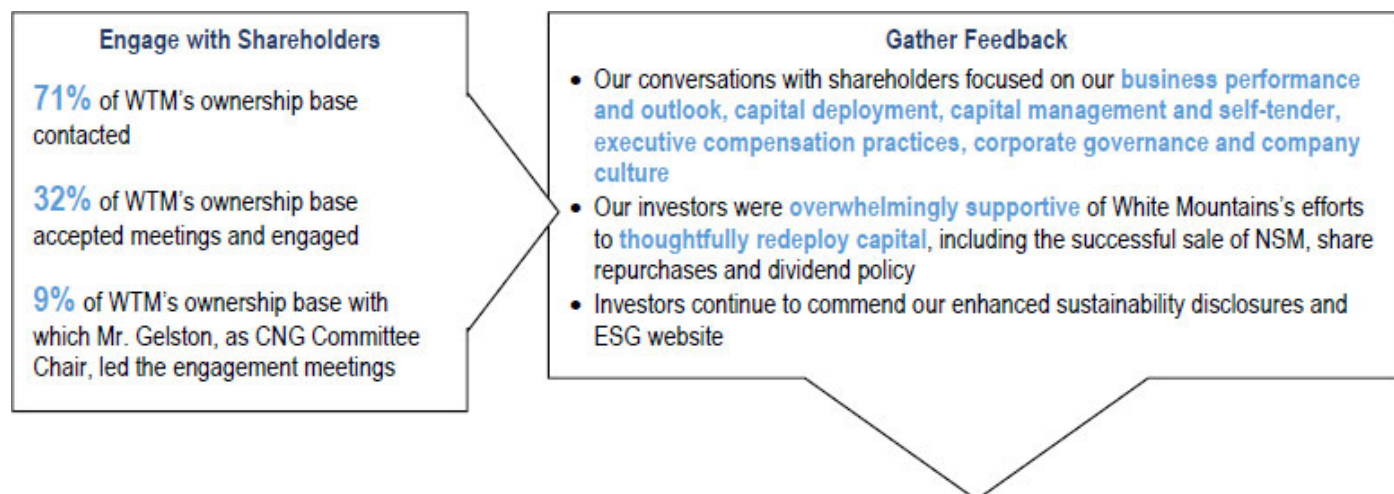 Engage with Shareholders
71% of WTM's ownership base
contacted
32% of WTM's ownership base
accepted meetings and engaged
9% of WTM's ownership base with
which Mr. Gelston, as CNG Committee
Chair, led the engagement meetings
Gather Feedback
• Our conversations with shareholders focused on our business performance
and outlook, capital deployment, capital management and self-tender,
executive compensation practices, corporate governance and company
culture
• Our investors were overwhelmingly supportive of White Mountains's efforts
to thoughtfully redeploy capital, including the successful sale of NSM, share
repurchases and dividend policy
• Investors continue to commend our enhanced sustainability disclosures and
ESG website